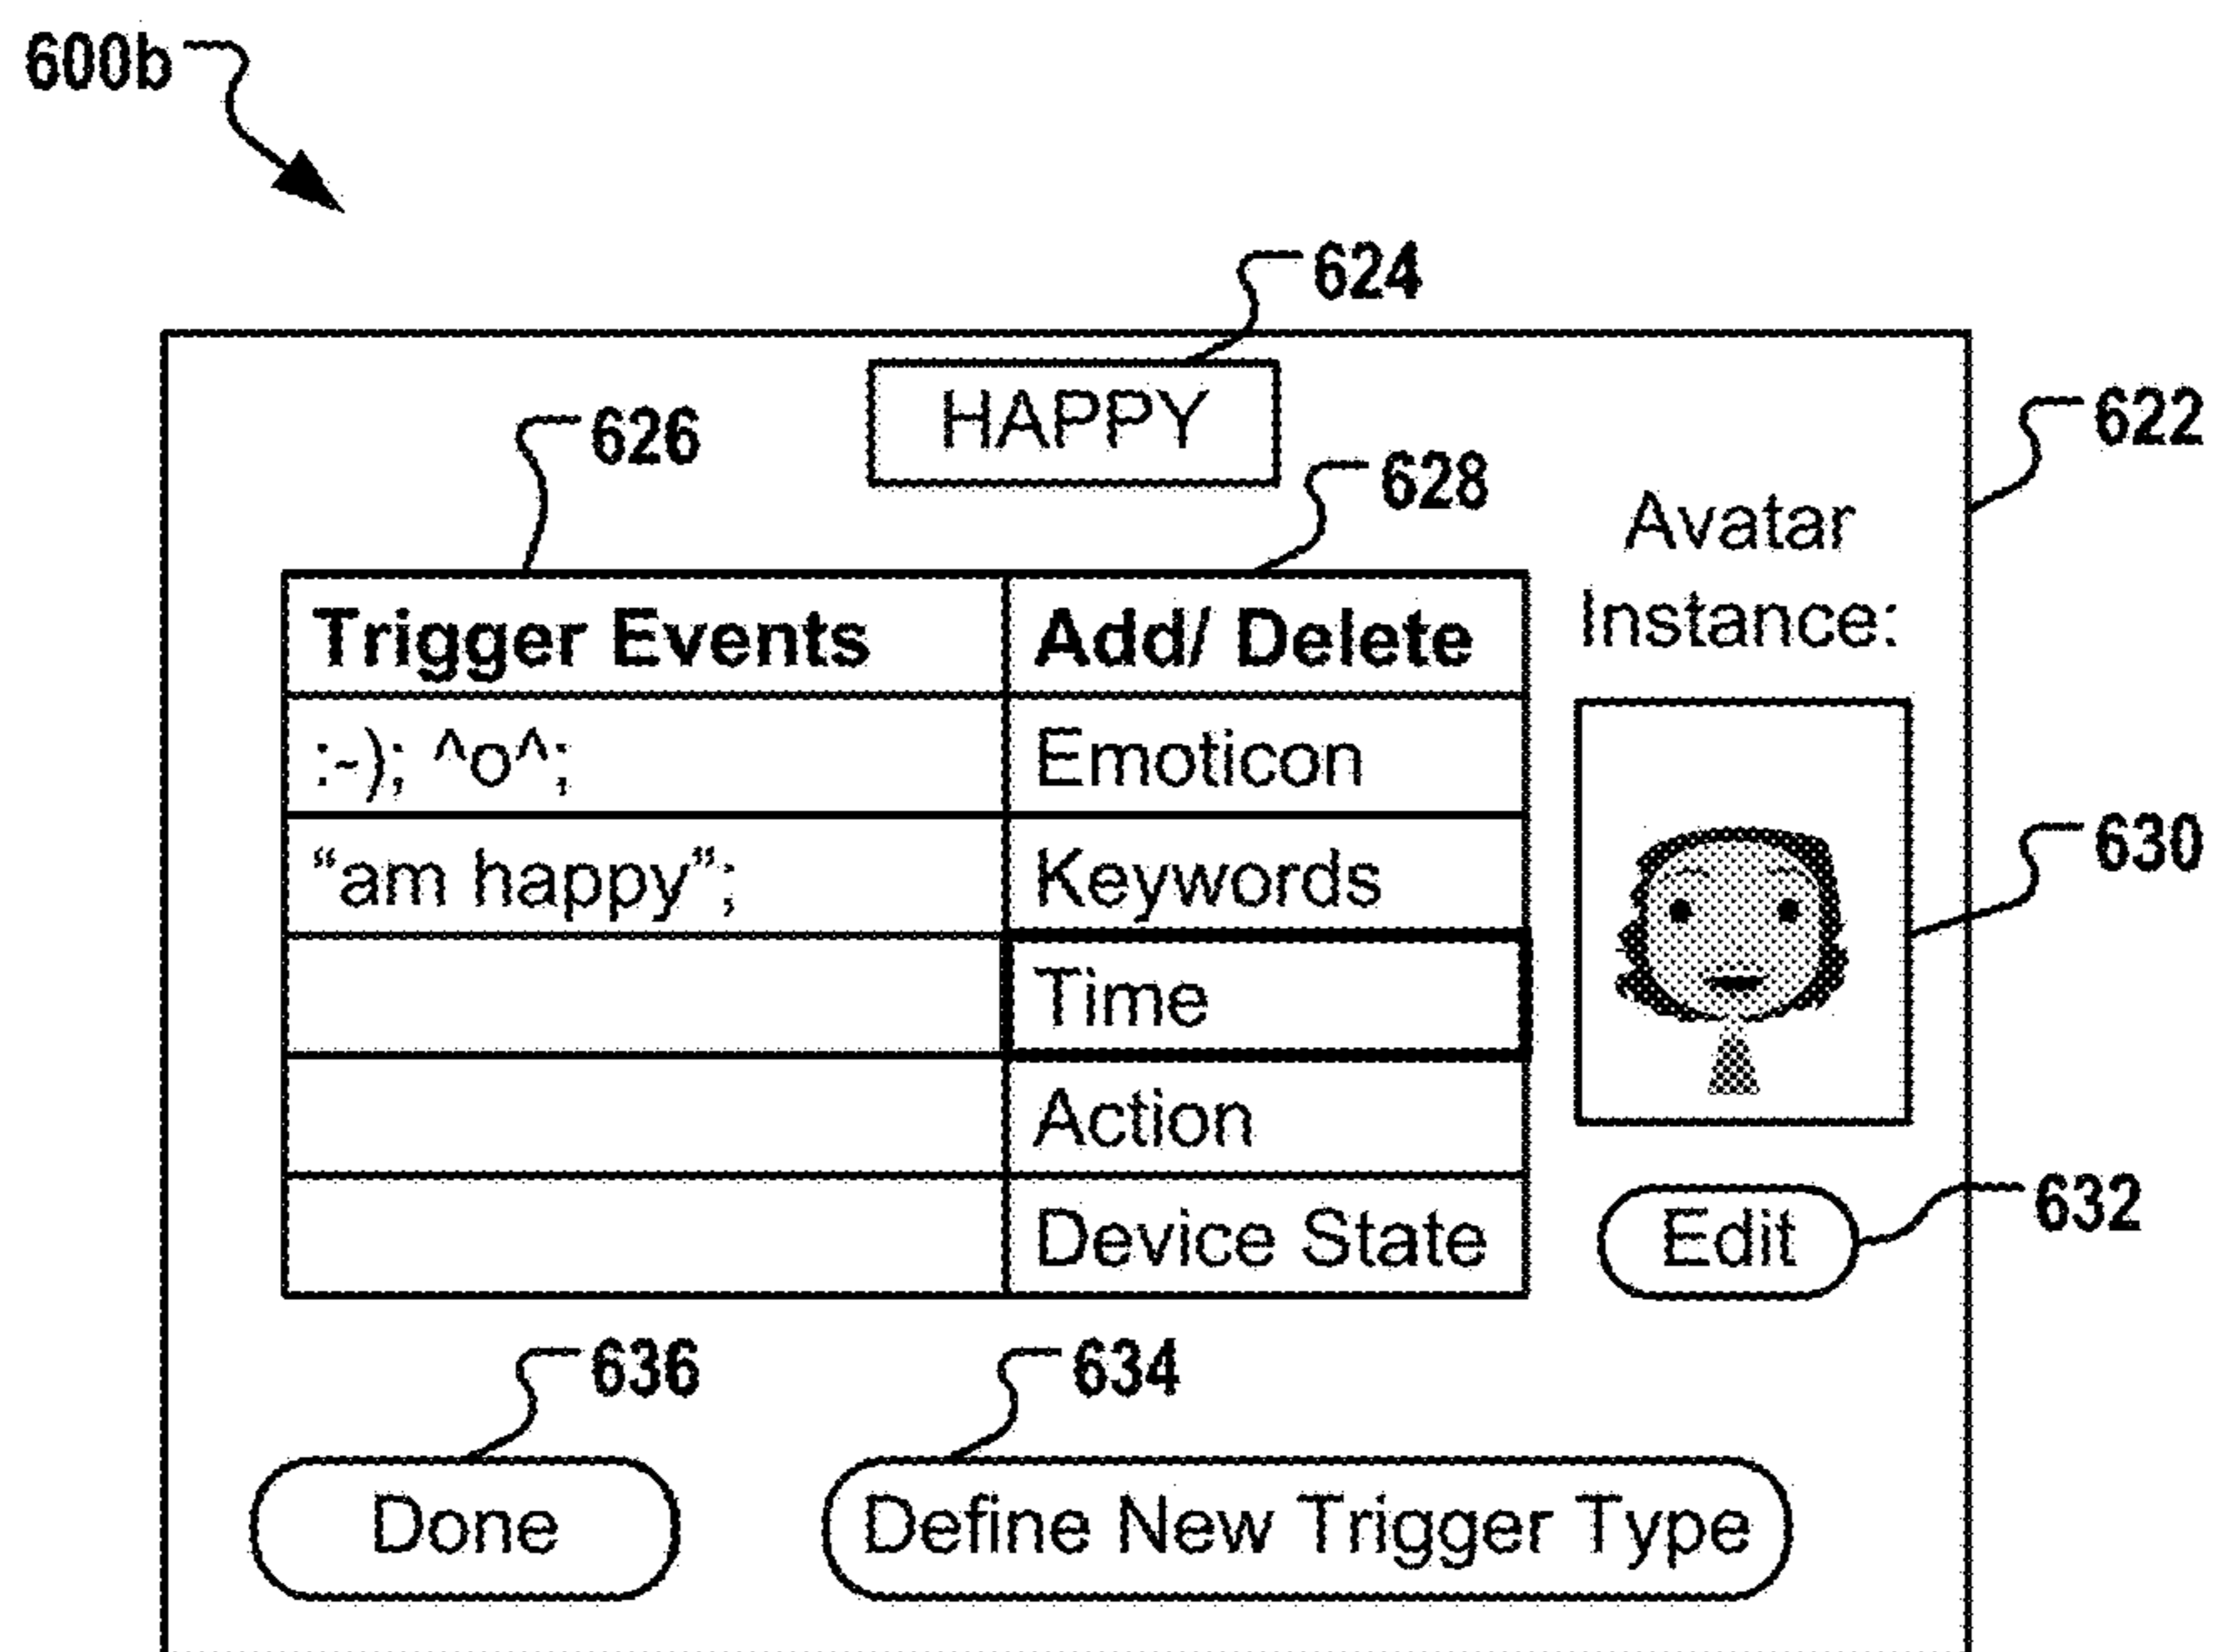 600b
624
HAPPY
622
626
628
Avatar
Instance:
Trigger Events Add/ Delete
:-); ^o^; Emoticon
“am happy”; Keywords
630
Time
Action
632
Device State
Edit
636
634
Done
Define New Trigger Type